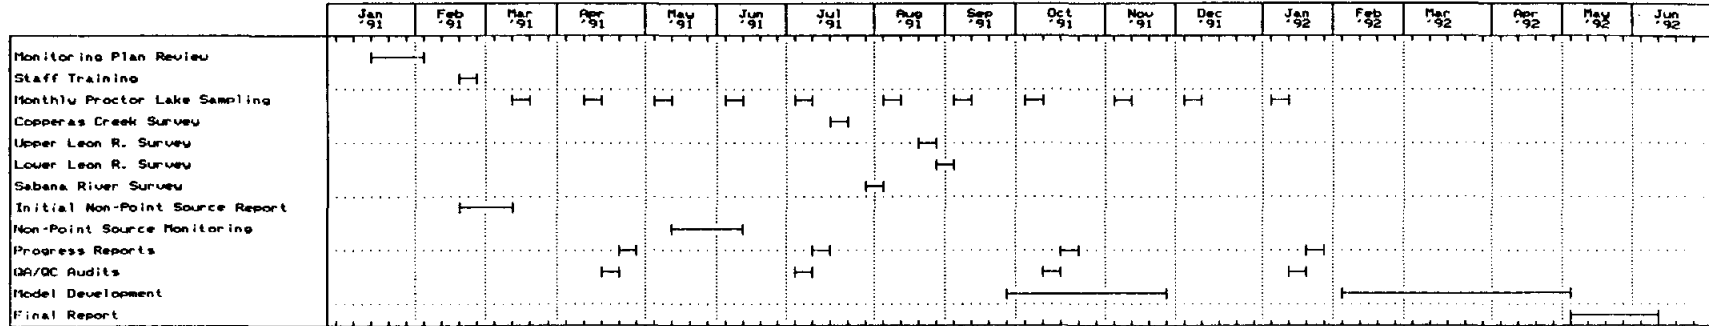 Jan Feb Mar Apr May Jun Jul Aug Sep Oct Nov Dec Jan Feb Mar Apr May Jun
'91 '91 '91 '91 '91 '91 '91 '91 '91 '91 '91 '91 '92 '92 '92 '92 '92 '92
Monitoring Plan Review
Staff Training
Monthly Proctor Lake Sampling
Copperas Creek Survey
Upper Leon R. Survey
Lower Leon R. Survey
Sabana River Survey
Initial Non-Point Source Report
Non-Point Source Monitoring
Progress Reports
QA/QC Audits
Model Development
Final Report